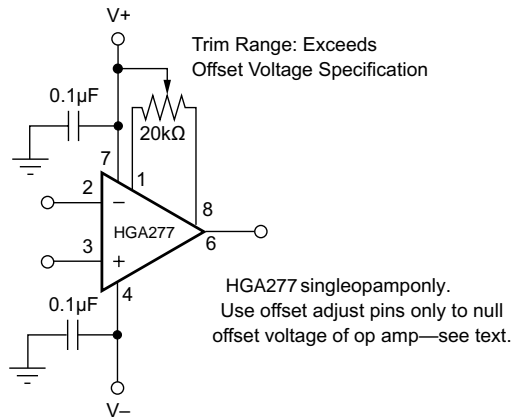 V+
Trim Range: Exceeds
Offset Voltage Specification
0.1µF
20kΩ
7
1
2
−
8
HGA277
6
3
+
4
0.1µF
HGA277 singleopamponly.
Use offset adjust pins only to null
offset voltage of op amp—see text.
V−